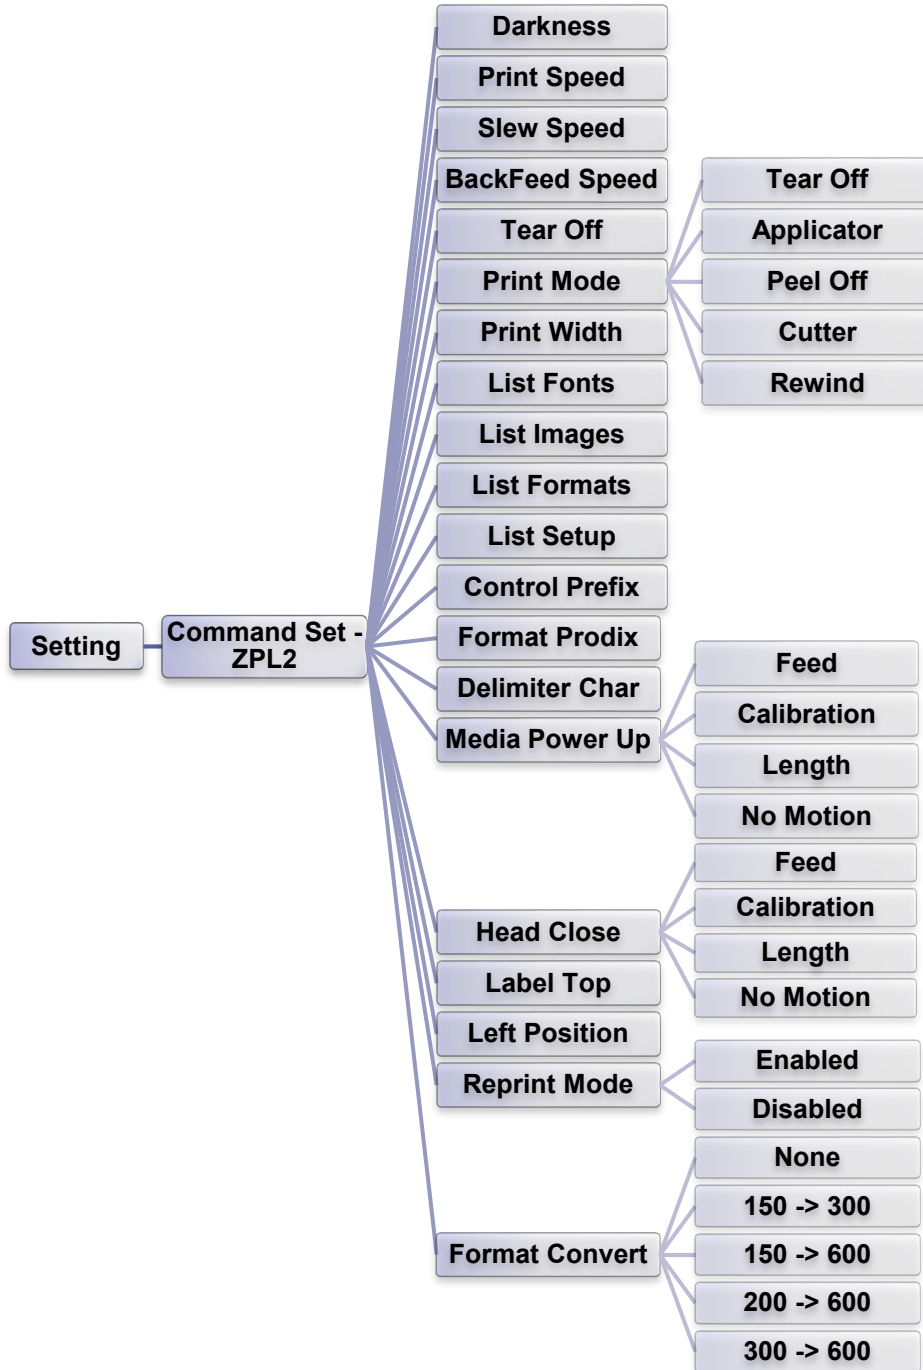 Setting
Command Set -
ZPL2
Darkness
Print Speed
Slew Speed
BackFeed Speed
Tear Off
Print Mode
Tear Off
Applicator
Peel Off
Cutter
Rewind
Print Width
List Fonts
List Images
List Formats
List Setup
Control Prefix
Format Prodix
Delimiter Char
Media Power Up
Feed
Calibration
Length
No Motion
Head Close
Feed
Calibration
Length
No Motion
Label Top
Left Position
Reprint Mode
Enabled
Disabled
Format Convert
None
150 -> 300
150 -> 600
200 -> 600
300 -> 600